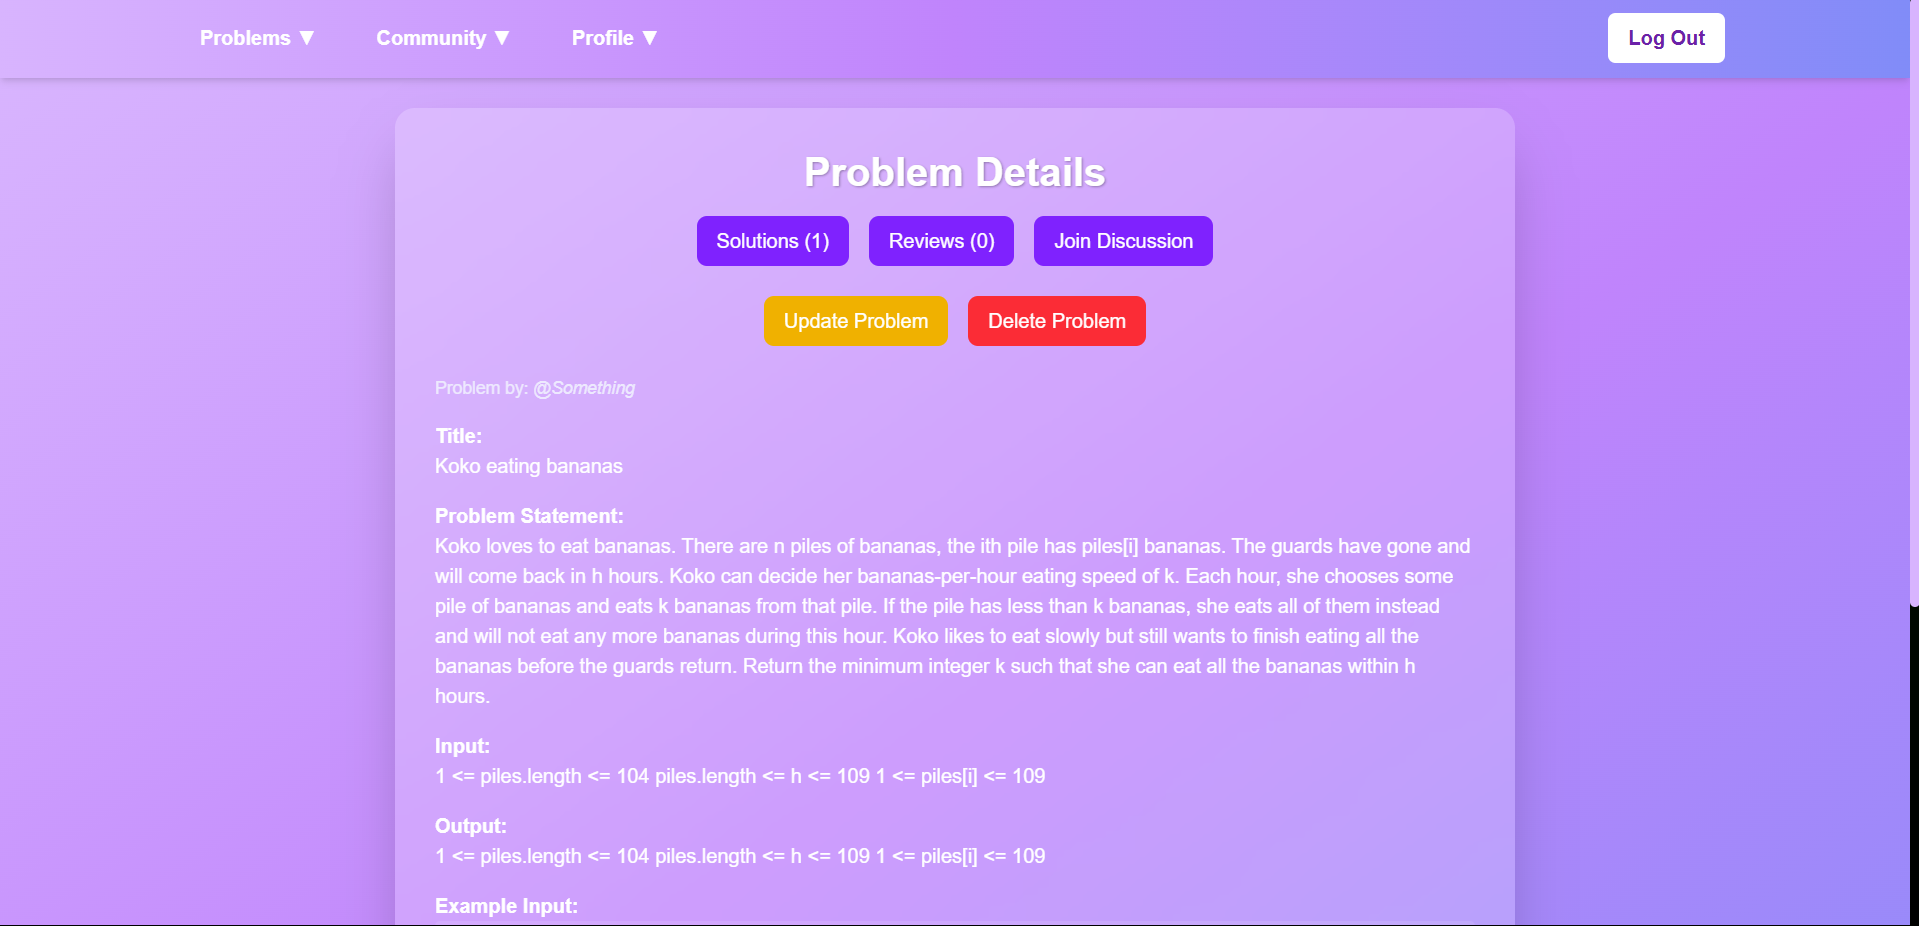 Problems ▼ Community ▼ Profile ▼ Log Out
Problem Details
Solutions (1) Reviews (0) Join Discussion
Update Problem Delete Problem
Problem by: @Something
Title:
Koko eating bananas
Problem Statement:
Koko loves to eat bananas. There are n piles of bananas, the ith pile has piles[i] bananas. The guards have gone and
will come back in h hours. Koko can decide her bananas-per-hour eating speed of k. Each hour, she chooses some
pile of bananas and eats k bananas from that pile. If the pile has less than k bananas, she eats all of them instead
and will not eat any more bananas during this hour. Koko likes to eat slowly but still wants to finish eating all the
bananas before the guards return. Return the minimum integer k such that she can eat all the bananas within h
hours.
Input:
1 <= piles.length <= 104 piles.length <= h <= 109 1 <= piles[i] <= 109
Output:
1 <= piles.length <= 104 piles.length <= h <= 109 1 <= piles[i] <= 109
Example Input: